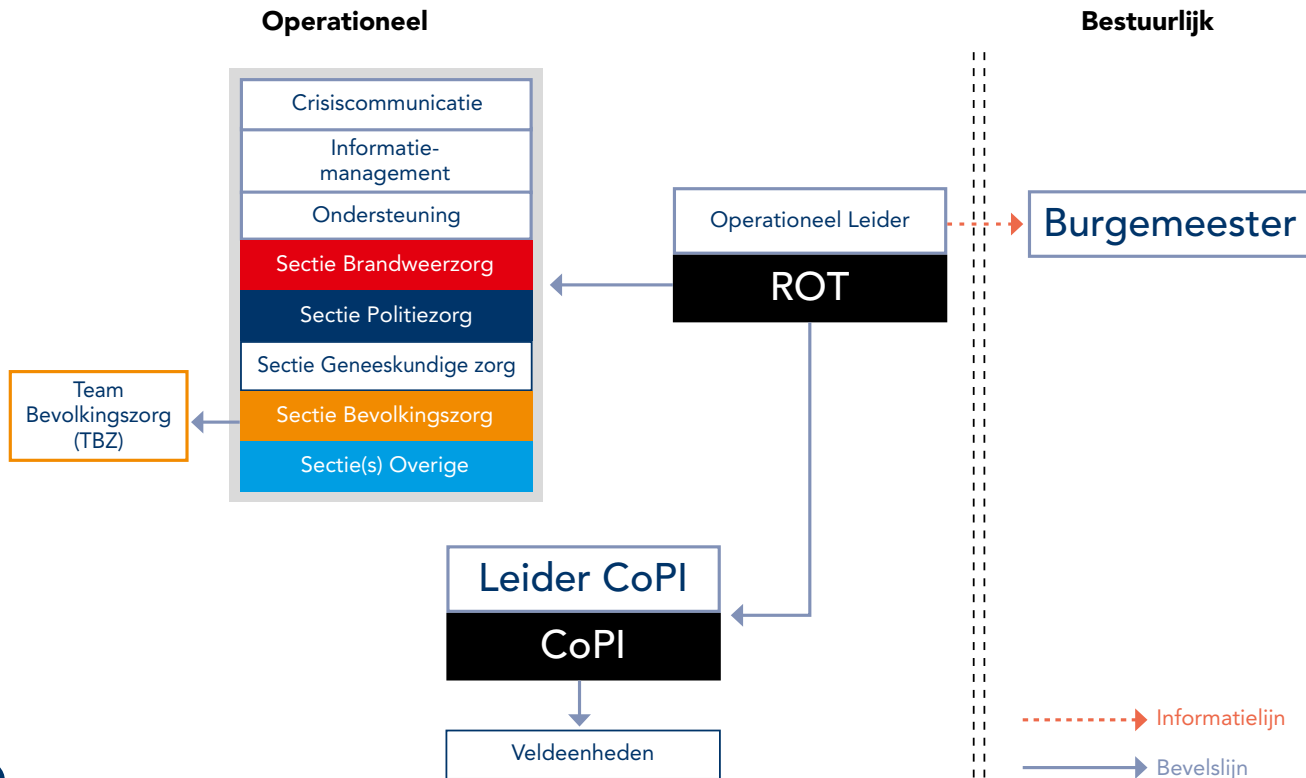 Operationeel
Bestuurlijk
Crisiscommunicatie
Informatie-
management
Ondersteuning
Sectie Brandweerzorg
Sectie Politiezorg
Sectie Geneeskundige zorg
Sectie Bevolkingszorg
Sectie(s) Overige
Team
Bevolkingszorg
(TBZ)
Operationeel Leider
ROT
Burgemeester
Leider CoPI
CoPI
Veldeenheden
Informatielijn
Bevelslijn